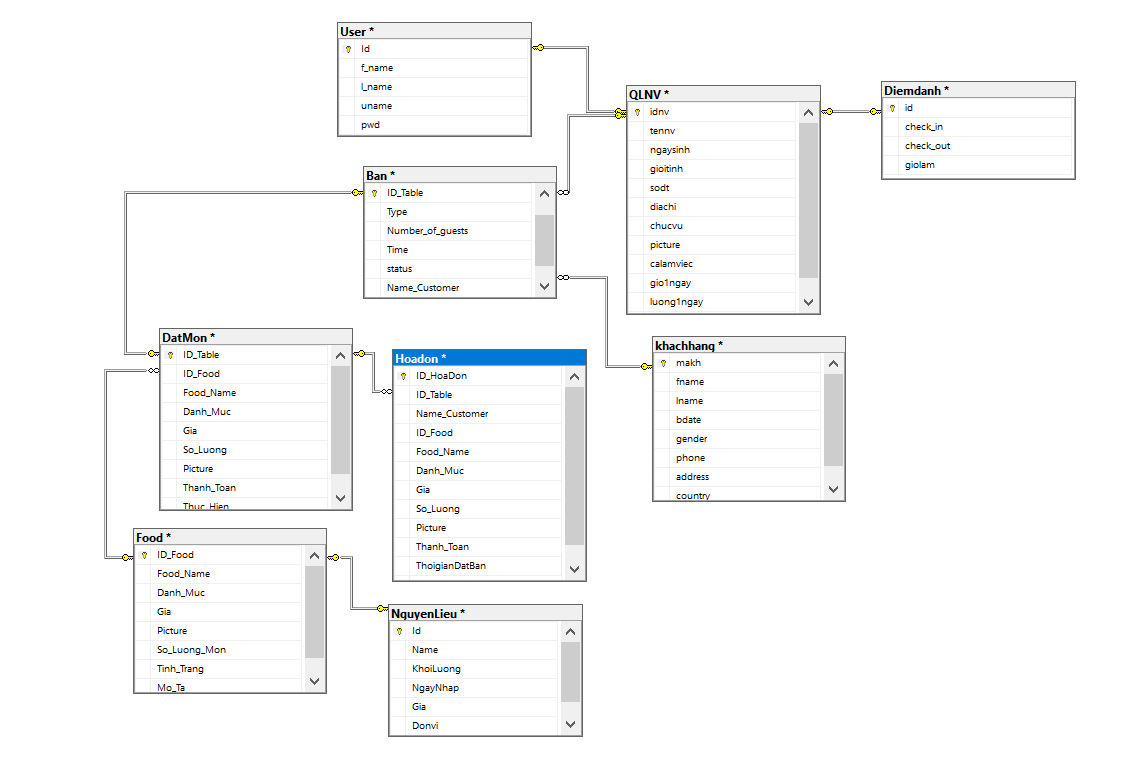 User *
Id
f_name
l_name
uname
pwd
QLNV *
idnv
tennv
ngaysinh
gioitinh
sodt
diachi
chucvu
picture
calamviec
gio1ngay
luong1ngay
Diemdanh *
id
check_in
check_out
giolam
Ban *
ID_Table
Type
Number_of_guests
Time
status
Name_Customer
DatMon *
ID_Table
ID_Food
Food_Name
Danh_Muc
Gia
So_Luong
Picture
Thanh_Toan
Thuc_Hien
Hoadon *
ID_HoaDon
ID_Table
Name_Customer
ID_Food
Food_Name
Danh_Muc
Gia
So_Luong
Picture
Thanh_Toan
ThoigianDatBan
khachhang *
makh
fname
lname
bdate
gender
phone
address
country
Food *
ID_Food
Food_Name
Danh_Muc
Gia
Picture
So_Luong_Mon
Tinh_Trang
Mo_Ta
NguyenLieu *
Id
Name
KhoiLuong
NgayNhap
Gia
Donvi